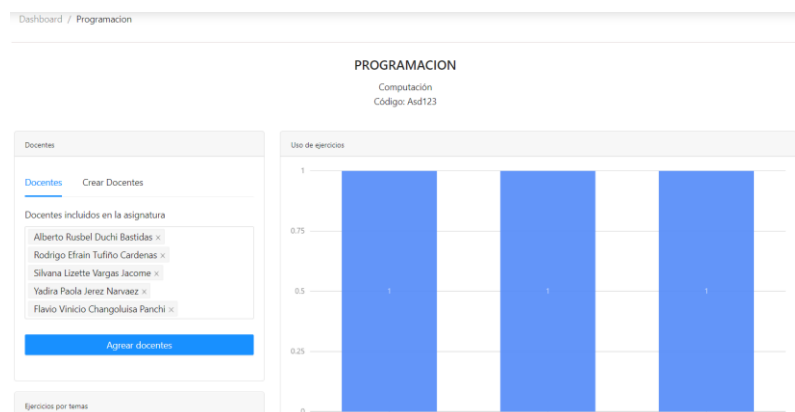 Dashboard / Programacion
PROGRAMACION
Computación
Código: Asd123
Docentes
Docentes Crear Docentes
Docentes incluidos en la asignatura
Alberto Rusbel Duchi Bastidas ×
Rodrigo Efrain Tufiño Cardenas ×
Silvana Lizette Vargas Jacome ×
Yadira Paola Jerez Narvaez ×
Flavio Vinicio Changoluisa Panchi ×
Agrear docentes
Ejercicios por temas
Uso de ejercicios
1
0.75
0.5
0.25
0
1 1 1